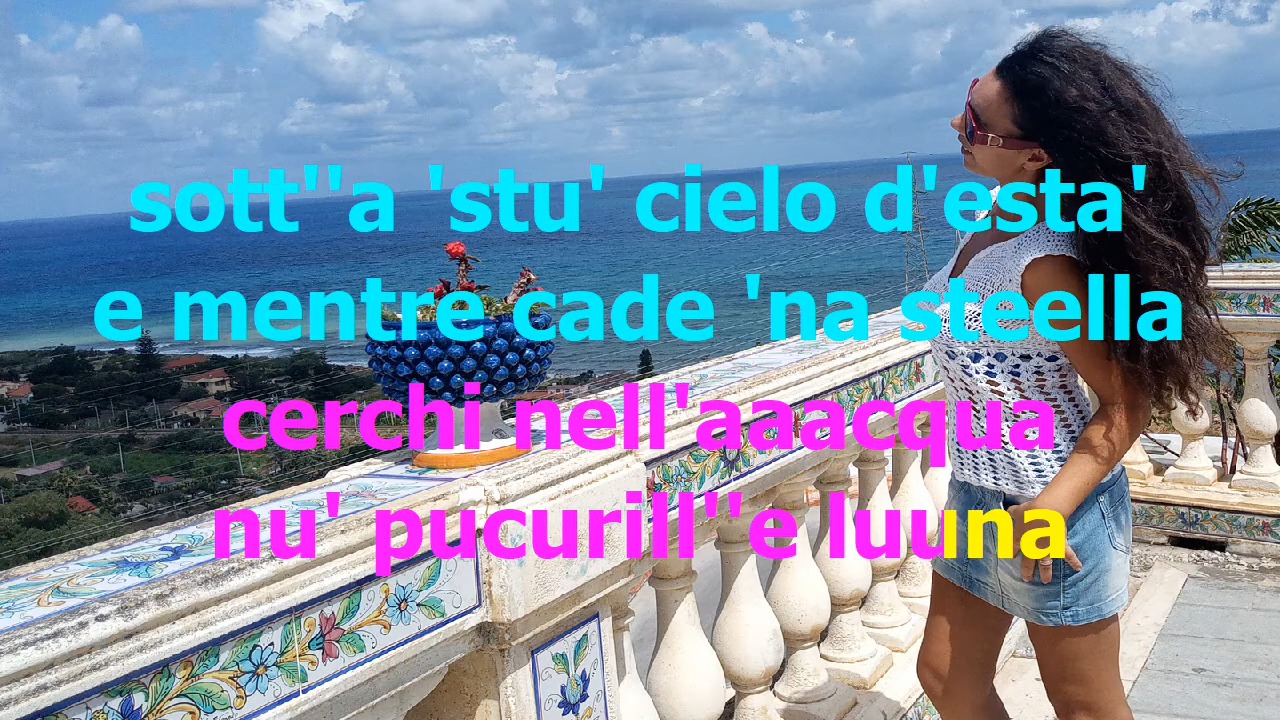 sott''a 'stu' cielo d'esta'
e mentre cade 'na steella
cerchi nell'aaacqua
nu' pucurill''e luuna